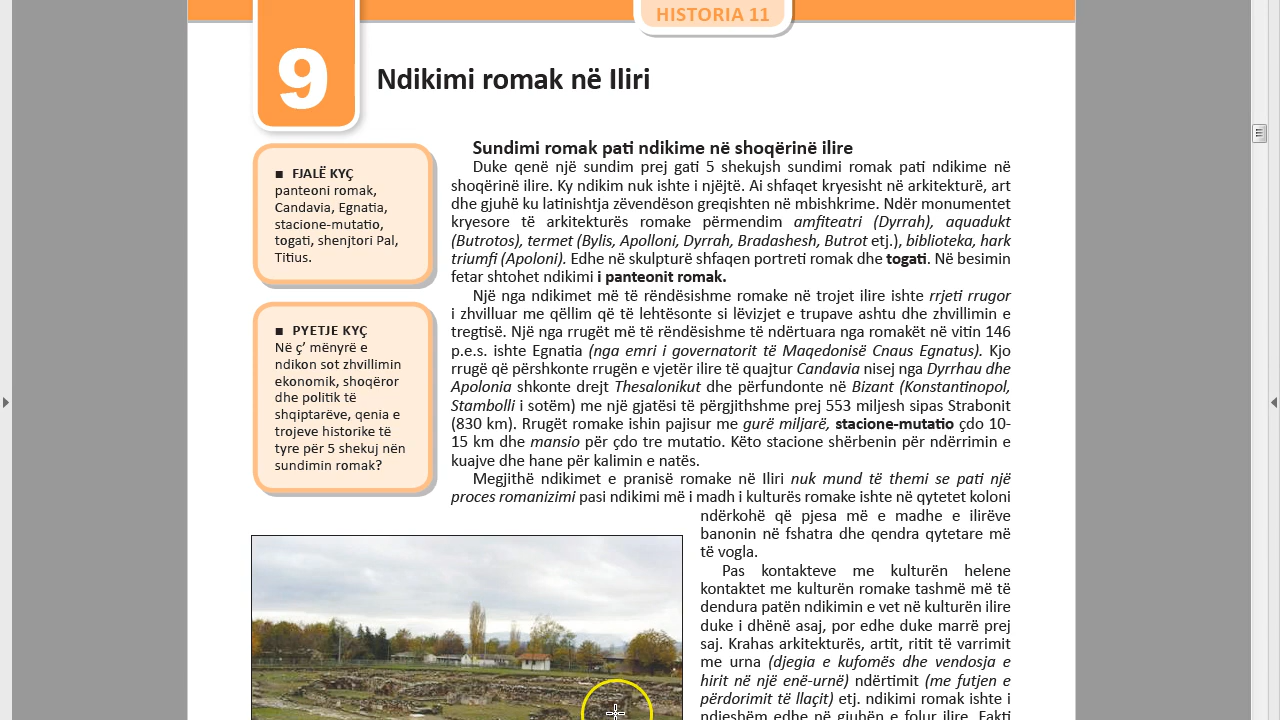 HISTORIA 11
9
Ndikimi romak në Iliri
■ FJALË KYÇ
panteoni romak,
Candavia, Egnatia,
stacione-mutatio,
togati, shenjtori Pal,
Titius.
■ PYETJE KYÇ
Në ç’ mënyrë e
ndikon sot zhvillimin
ekonomik, shoqëror
dhe politik të
shqiptarëve, qenia e
trojeve historike të
tyre për 5 shekuj nën
sundimin romak?
Sundimi romak pati ndikime në shoqërinë ilire
Duke qenë një sundim prej gati 5 shekujsh sundimi romak pati ndikime në
shoqërinë ilire. Ky ndikim nuk ishte i njëjtë. Ai shfaqet kryesisht në arkitekturë, art
dhe gjuhë ku latinishtja zëvendëson greqishten në mbishkrime. Ndër monumentet
kryesore të arkitekturës romake përmendim amfiteatri (Dyrrah), aquadukt
(Butrotos), termet (Bylis, Apolloni, Dyrrah, Bradashesh, Butrot etj.), biblioteka, hark
triumfi (Apoloni). Edhe në skulpturë shfaqen portreti romak dhe togati. Në besimin
fetar shtohet ndikimi i panteonit romak.
Një nga ndikimet më të rëndësishme romake në trojet ilire ishte rrjeti rrugor
i zhvilluar me qëllim që të lehtësonte si lëvizjet e trupave ashtu dhe zhvillimin e
tregtisë. Një nga rrugët më të rëndësishme të ndërtuara nga romakët në vitin 146
p.e.s. ishte Egnatia (nga emri i governatorit të Maqedonisë Cnaus Egnatus). Kjo
rrugë që përshkonte rrugën e vjetër ilire të quajtur Candavia nisej nga Dyrrhau dhe
Apolonia shkonte drejt Thesalonikut dhe përfundonte në Bizant (Konstantinopol,
Stambolli i sotëm) me një gjatësi të përgjithshme prej 553 miljesh sipas Strabonit
(830 km). Rrugët romake ishin pajisur me gurë miljarë, stacione-mutatio çdo 10-
15 km dhe mansio për çdo tre mutatio. Këto stacione shërbenin për ndërrimin e
kuajve dhe hane për kalimin e natës.
Megjithë ndikimet e pranisë romake në Iliri nuk mund të themi se pati një
proces romanizimi pasi ndikimi më i madh i kulturës romake ishte në qytetet koloni
ndërkohë që pjesa më e madhe e ilirëve
banonin në fshatra dhe qendra qytetare më
të vogla.
Pas kontakteve me kulturën helene
kontaktet me kulturën romake tashmë më të
dendura patën ndikimin e vet në kulturën ilire
duke i dhënë asaj, por edhe duke marrë prej
saj. Krahas arkitekturës, artit, ritit të varrimit
me urna (djegia e kufomës dhe vendosja e
hirit në një enë-urnë) ndërtimit (me futjen e
përdorimit të llaçit) etj. ndikimi romak ishte i
ndjeshëm edhe në gjuhën e folur ilire. Fakti